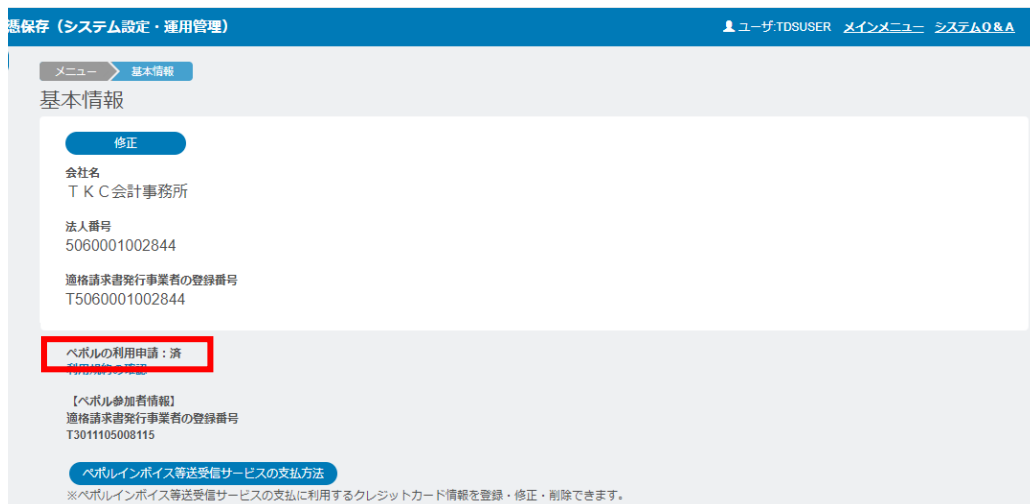 憑保存（システム設定・運用管理）
ユーザ:TDSUSER メインメニュー システムＱ＆Ａ
メニュー 基本情報
基本情報
修正
会社名
ＴＫＣ会計事務所
法人番号
5060001002844
適格請求書発行事業者の登録番号
T5060001002844
ペポルの利用申請：済
利用規約の確認
【ペポル参加者情報】
適格請求書発行事業者の登録番号
T3011105008115
ペポルインボイス等送受信サービスの支払方法
※ペポルインボイス等送受信サービスの支払に利用するクレジットカード情報を登録・修正・削除できます。